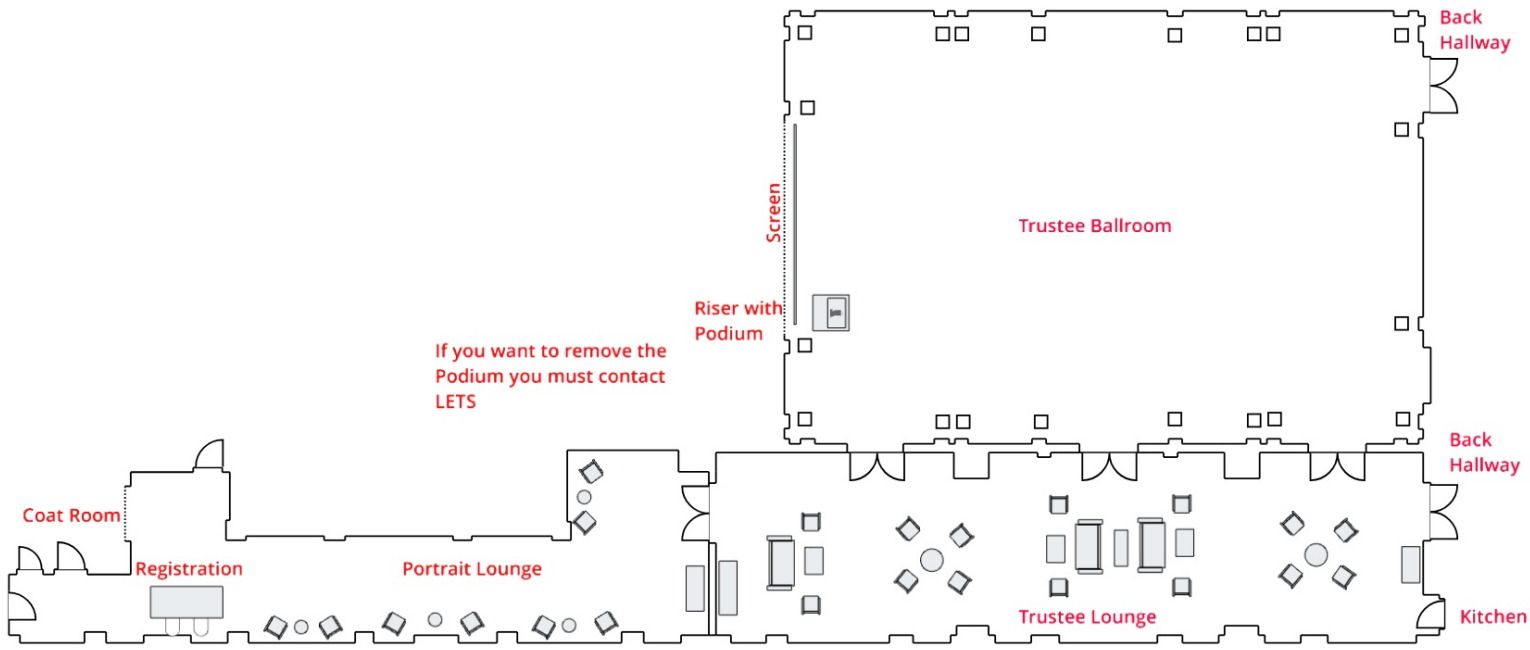 Back
Hallway
Screen
Trustee Ballroom
Riser with
Podium
If you want to remove the
Podium you must contact
LETS
Back
Hallway
Coat Room
Registration
Portrait Lounge
Trustee Lounge
Kitchen